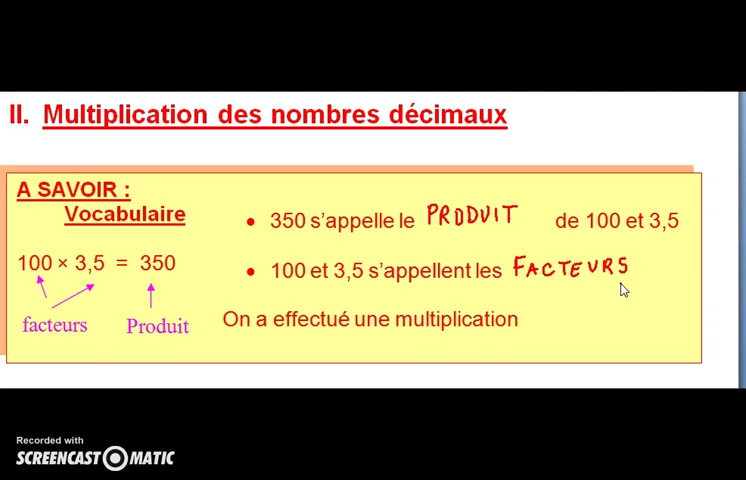 II. Multiplication des nombres décimaux
A SAVOIR :
Vocabulaire
100 × 3,5 = 350
facteurs Produit
• 350 s’appelle le PRODUIT de 100 et 3,5
• 100 et 3,5 s’appellent les FACTEURS
On a effectué une multiplication
Recorded with
SCREENCAST-O-MATIC